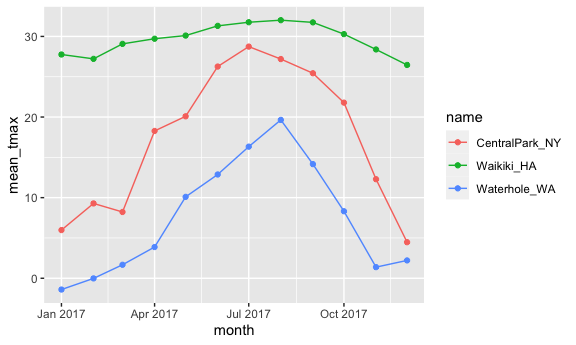 mean_tmax
30
20
10
0
Jan 2017 Apr 2017 Jul 2017 Oct 2017
month
name
CentralPark_NY
Waikiki_HA
Waterhole_WA